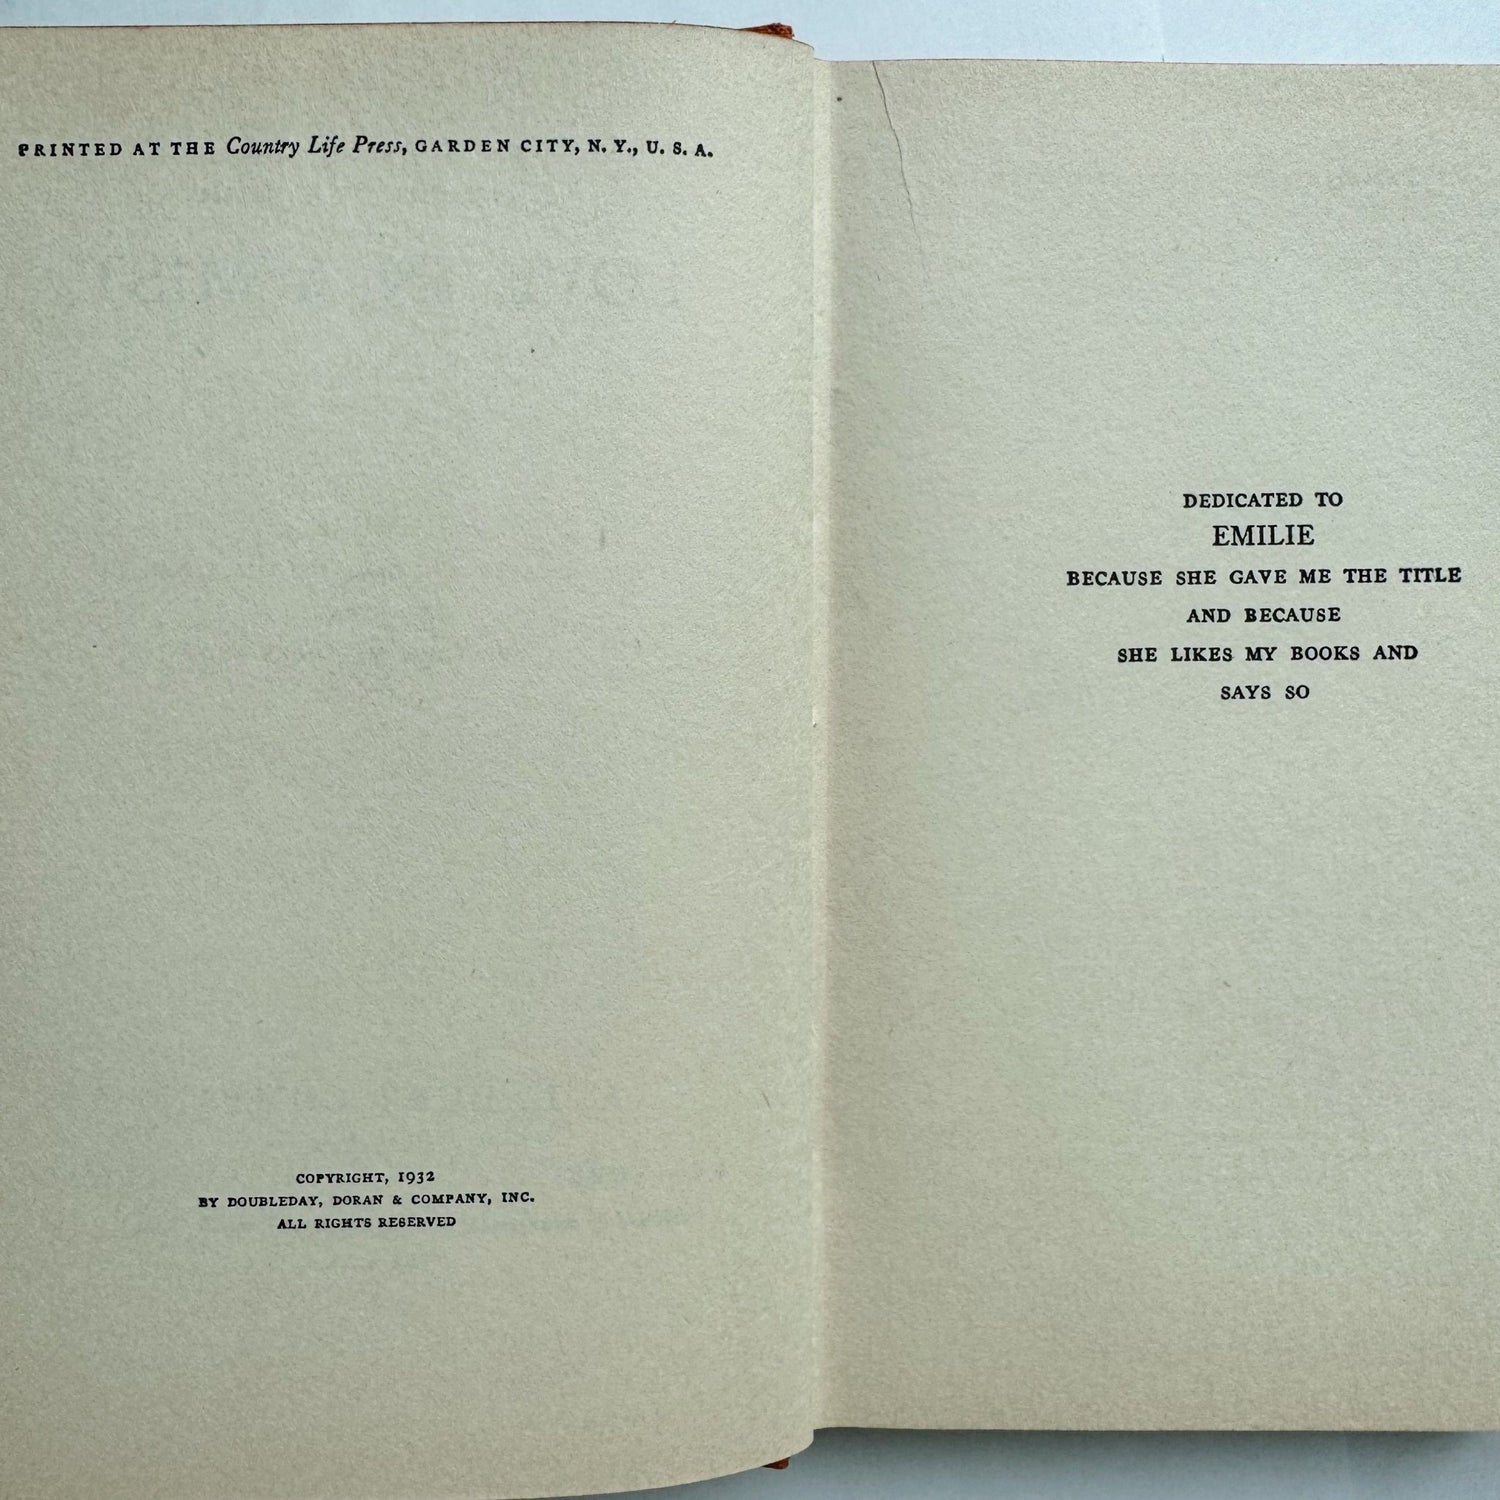 PRINTED AT THE Country Life Press, GARDEN CITY, N. Y., U. S. A.
COPYRIGHT, 1932
BY DOUBLEDAY, DORAN & COMPANY, INC.
ALL RIGHTS RESERVED
DEDICATED TO
EMILIE
BECAUSE SHE GAVE ME THE TITLE
AND BECAUSE
SHE LIKES MY BOOKS AND
SAYS SO